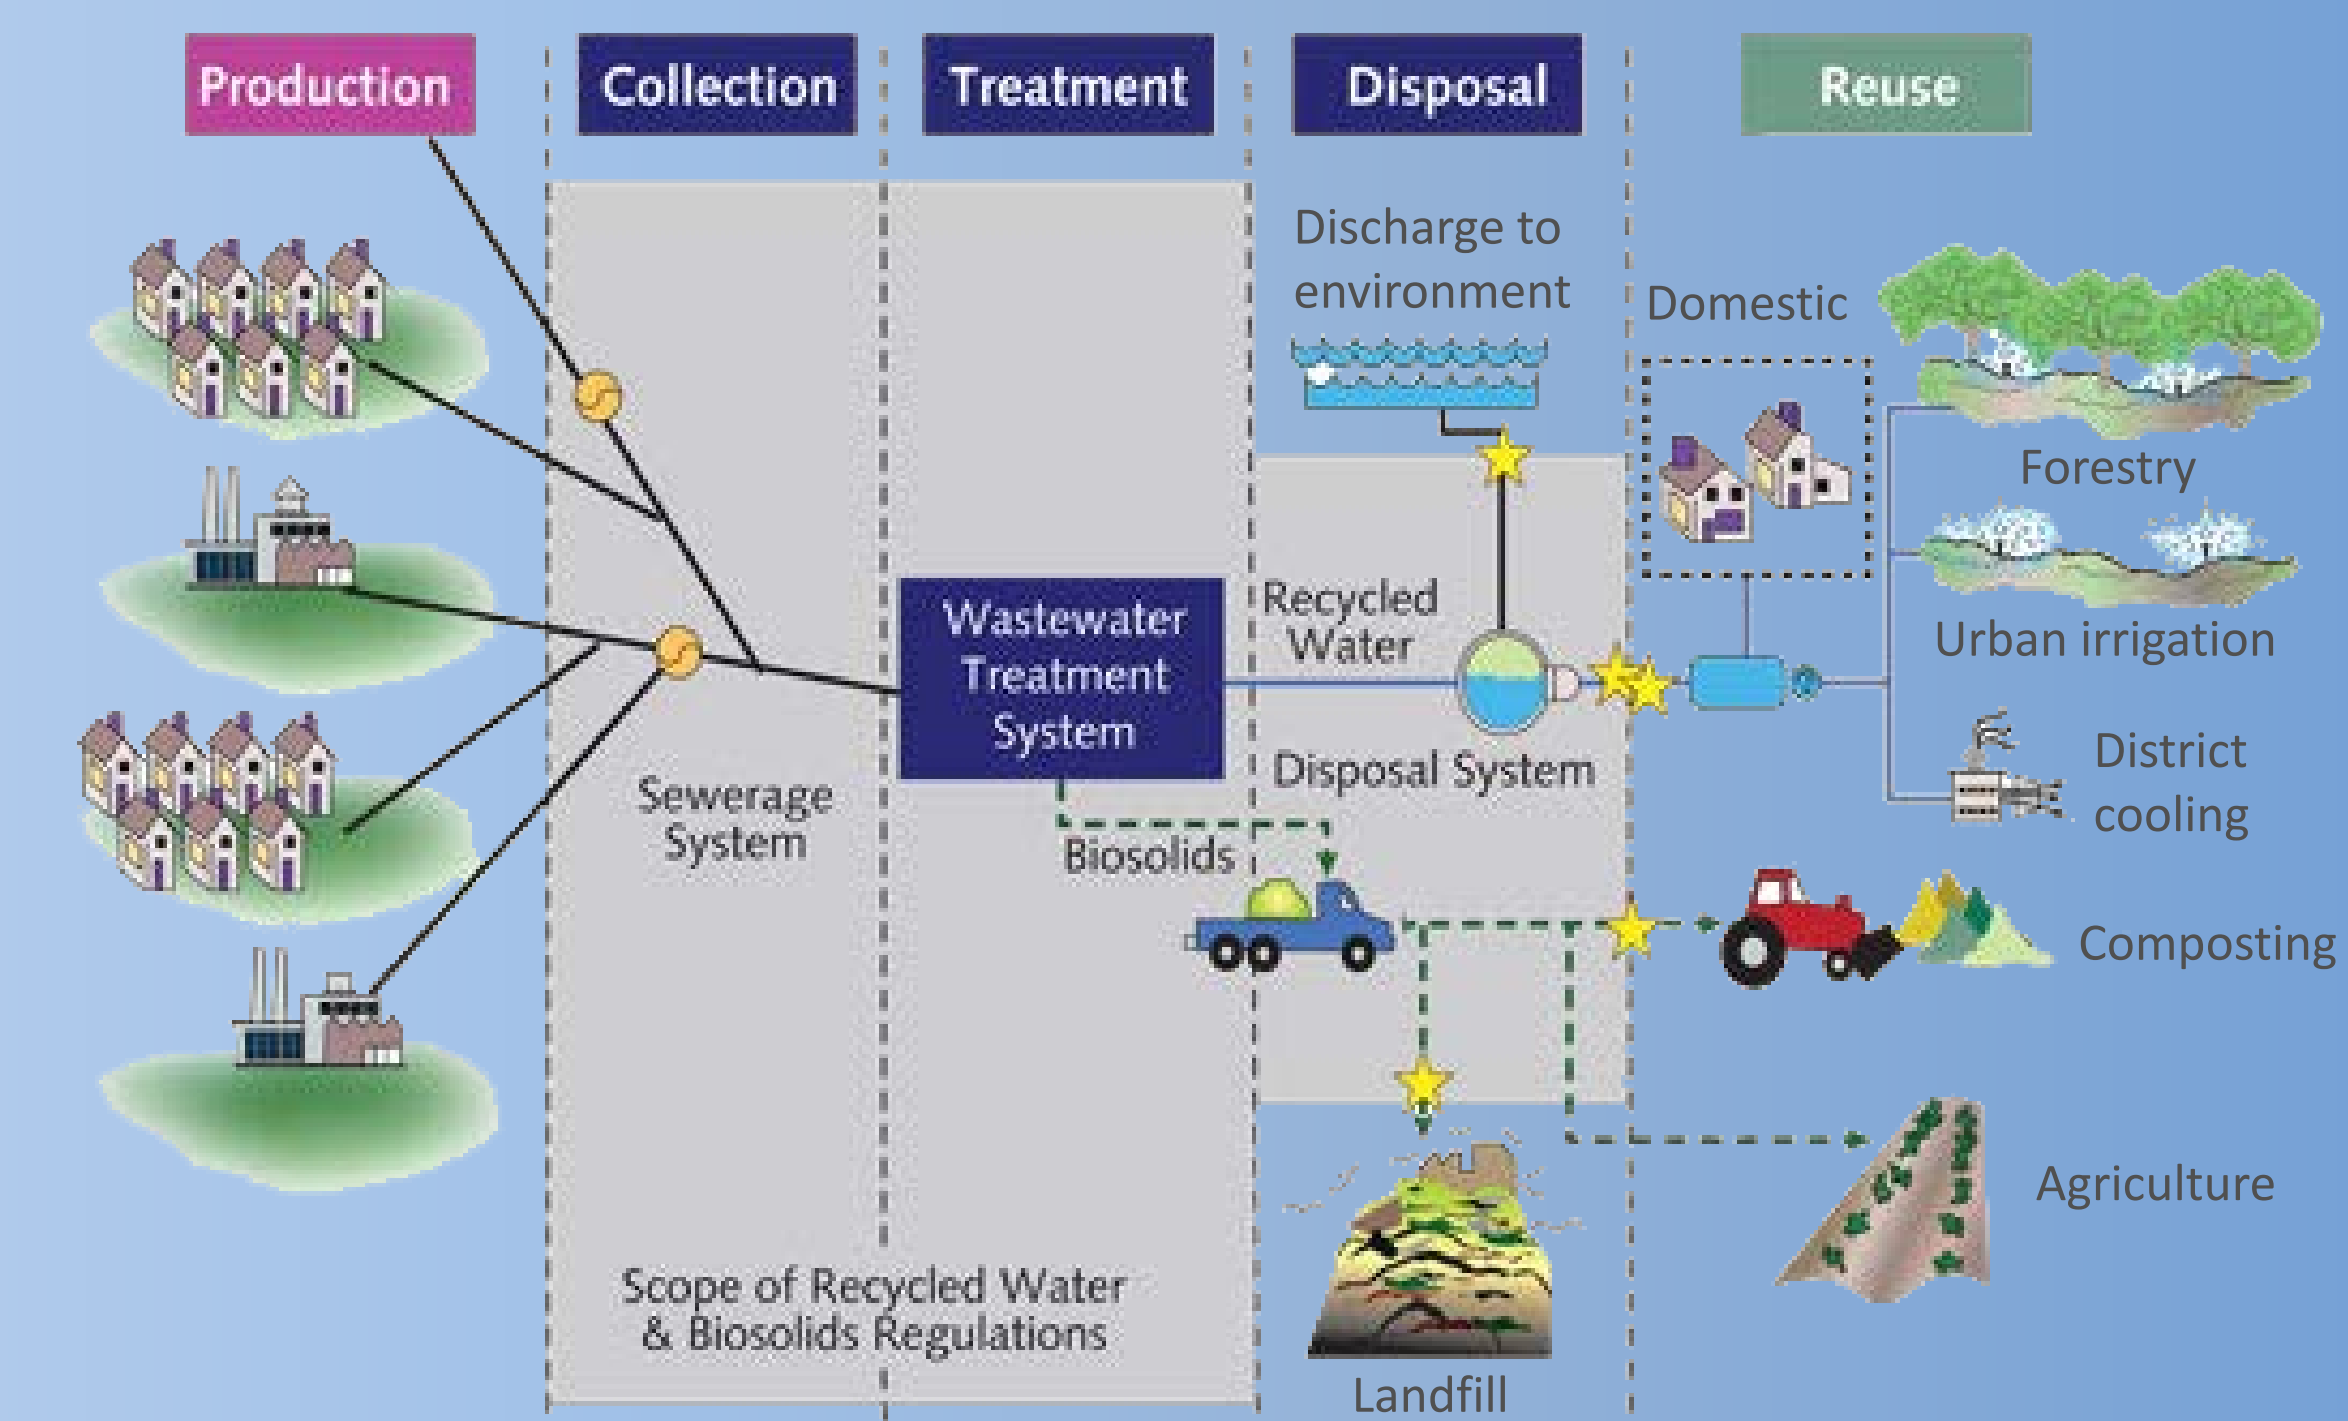 Production
Collection
Treatment
Disposal
Reuse
Discharge to
environment
Domestic
Forestry
Urban irrigation
District
cooling
Composting
Agriculture
Recycled
Water
Wastewater
Treatment
System
Disposal System
Sewerage
System
Biosolids
Scope of Recycled Water
& Biosolids Regulations
Landfill